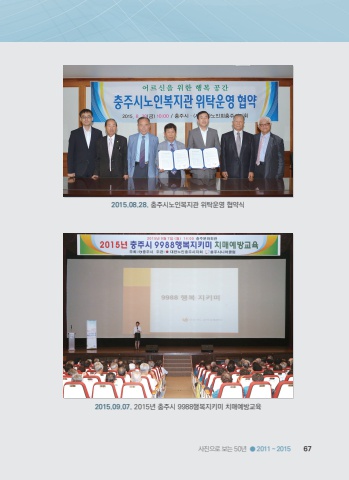 어르신을 위한 행복 공간
충주시노인복지관 위탁운영 협약
2015.08.28. 충주시노인복지관 위탁운영 협약식
2015년 충주시 9988행복지키미 치매예방교육
9988 행복 지키미
2015.09.07. 2015년 충주시 9988행복지키미 치매예방교육
사진으로 보는 50년 ● 2011 ~ 2015 67